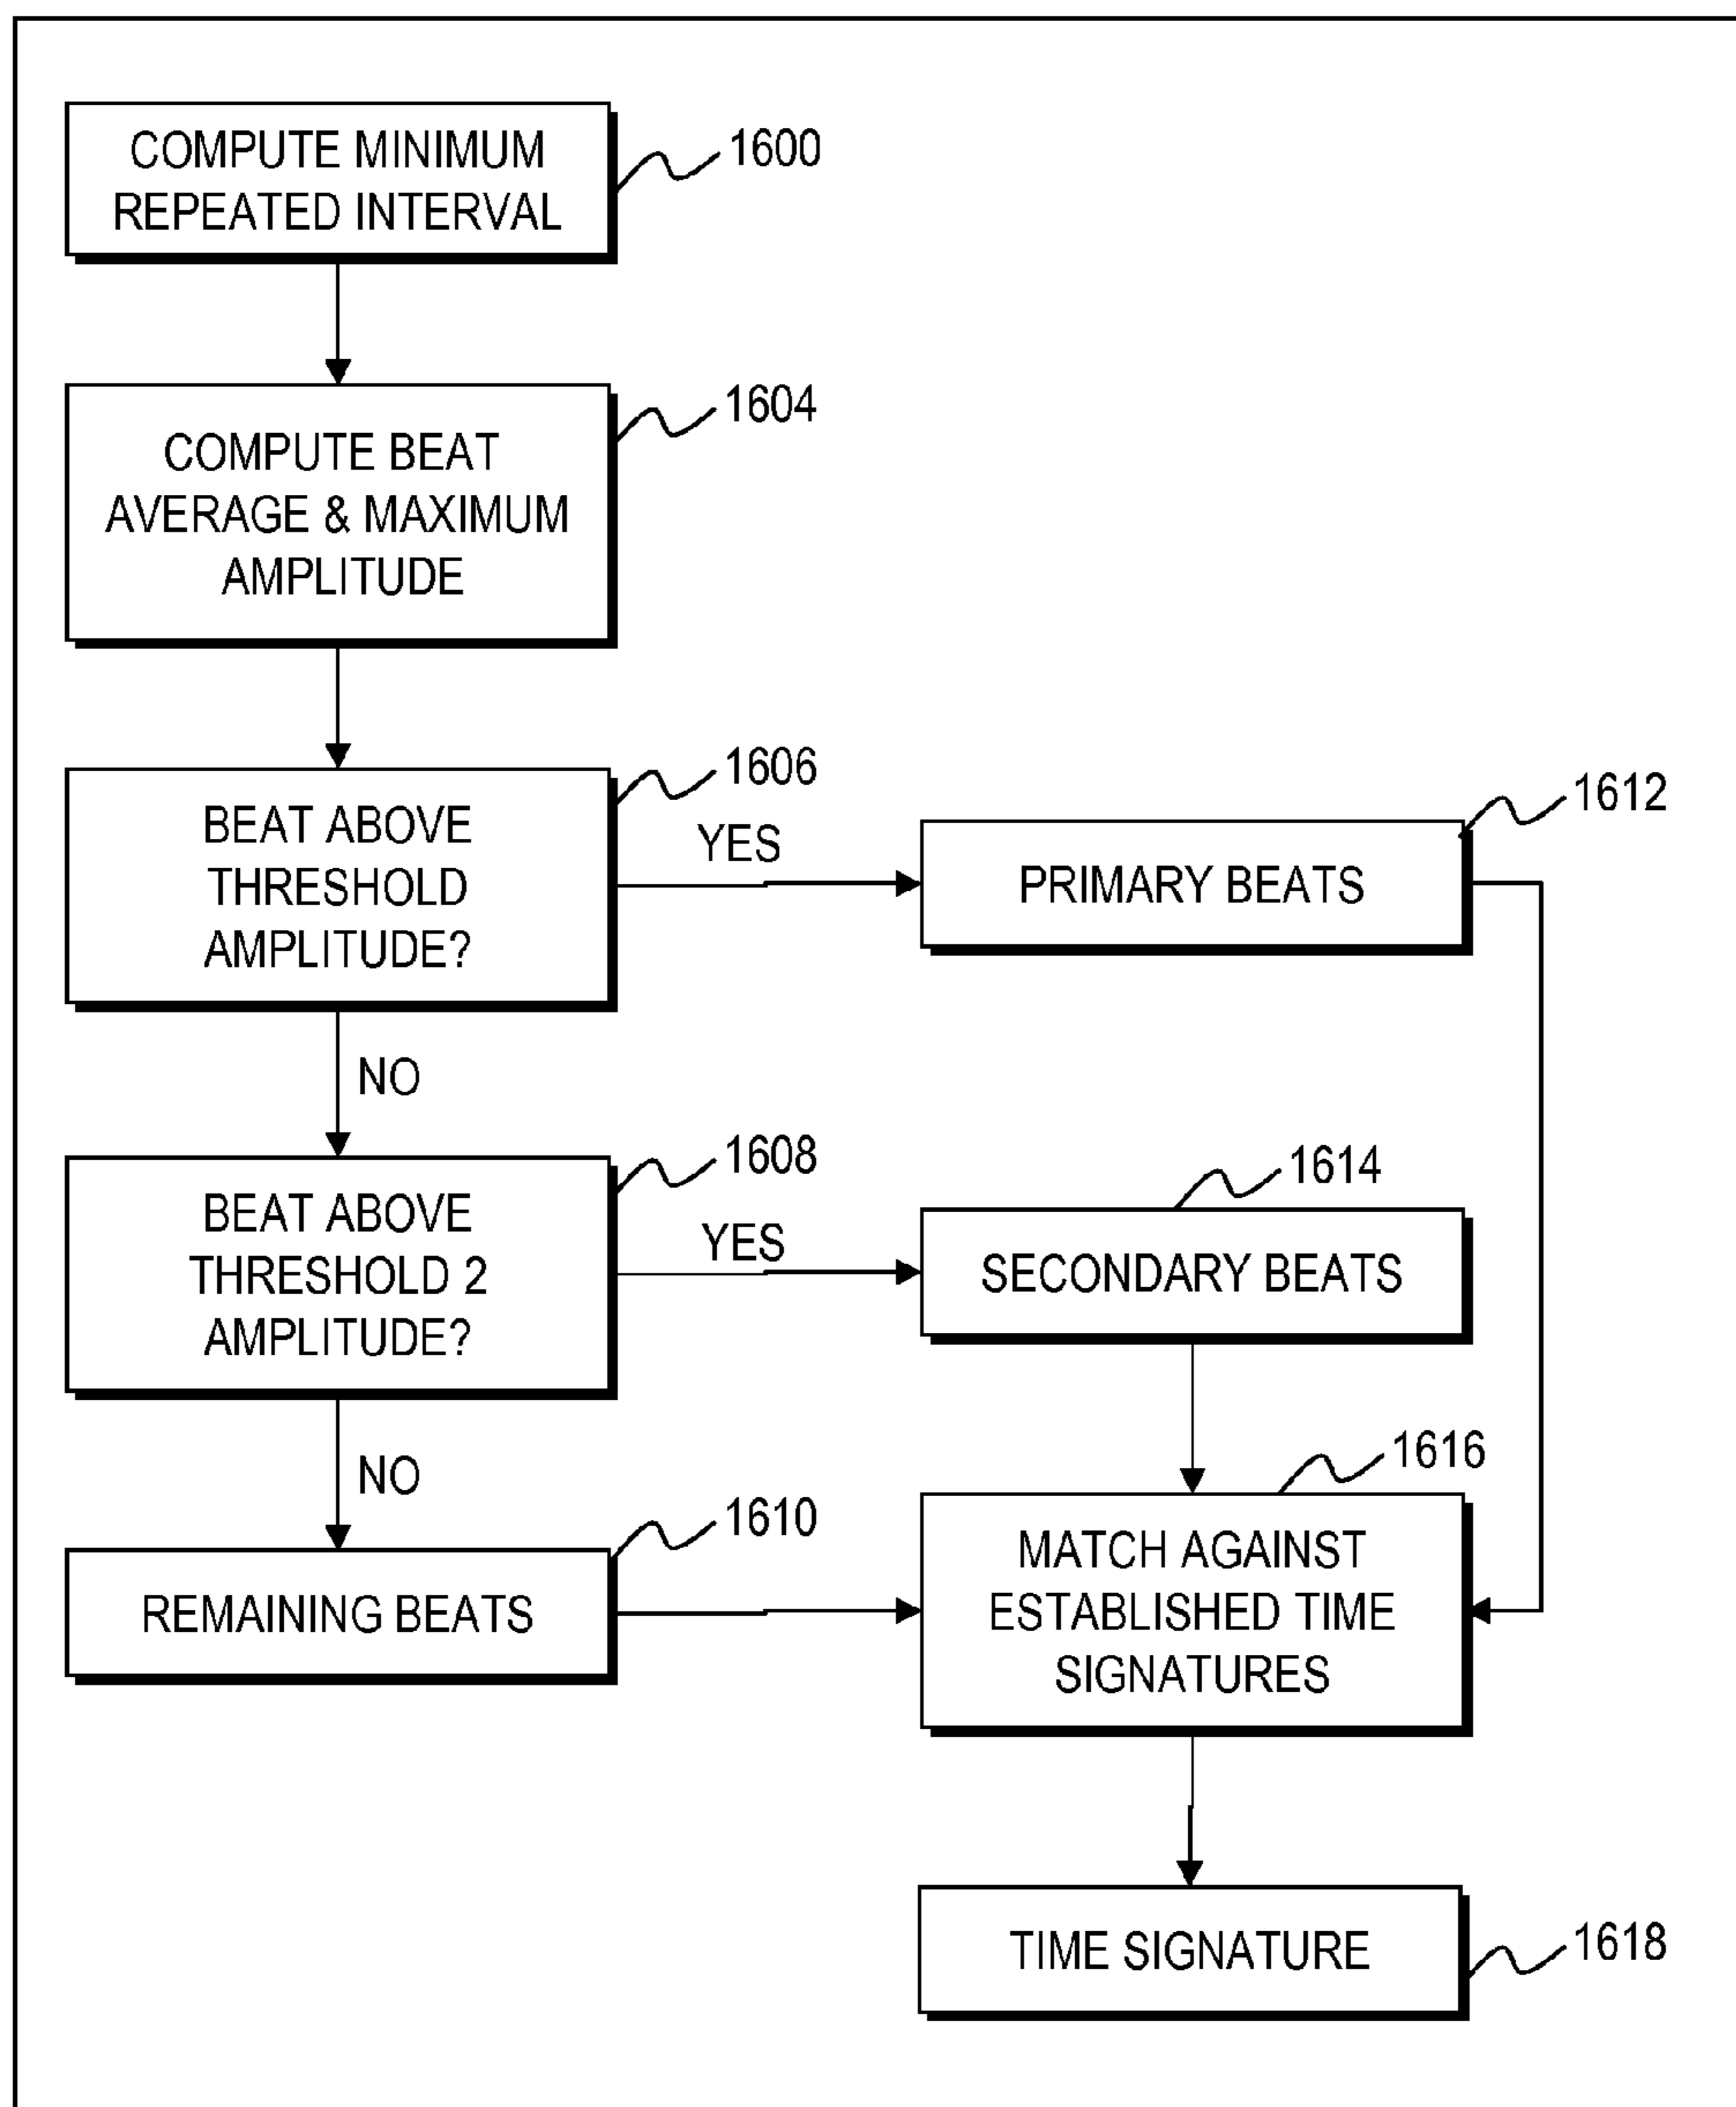 COMPUTE MINIMUM
REPEATED INTERVAL
1600
COMPUTE BEAT
AVERAGE & MAXIMUM
AMPLITUDE
1604
BEAT ABOVE
THRESHOLD
AMPLITUDE?
1606
YES
PRIMARY BEATS
1612
NO
BEAT ABOVE
THRESHOLD 2
AMPLITUDE?
1608
YES
SECONDARY BEATS
1614
NO
REMAINING BEATS
1610
MATCH AGAINST
ESTABLISHED TIME
SIGNATURES
1616
TIME SIGNATURE
1618